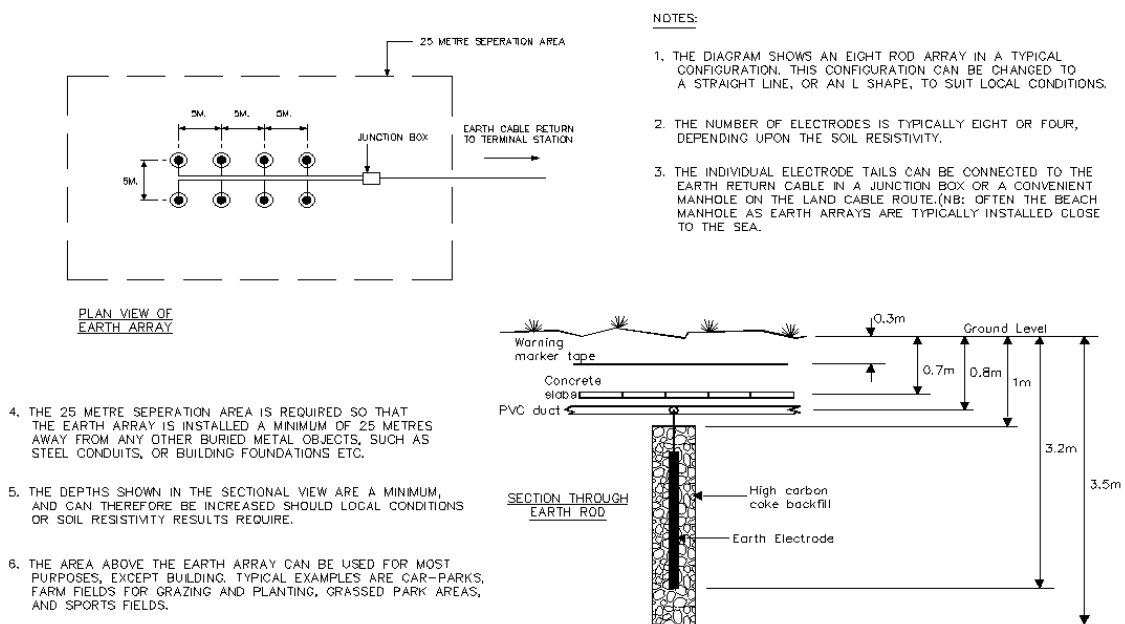 25 METRE SEPERATION AREA
5M.
5M.
5M.
JUNCTION BOX
EARTH CABLE RETURN
TO TERMINAL STATION
5M.
PLAN VIEW OF
EARTH ARRAY
NOTES:
1. THE DIAGRAM SHOWS AN EIGHT ROD ARRAY IN A TYPICAL
CONFIGURATION. THIS CONFIGURATION CAN BE CHANGED TO
A STRAIGHT LINE, OR AN L SHAPE, TO SUIT LOCAL CONDITIONS.
2. THE NUMBER OF ELECTRODES IS TYPICALLY EIGHT OR FOUR,
DEPENDING UPON THE SOIL RESISTIVITY.
3. THE INDIVIDUAL ELECTRODE TAILS CAN BE CONNECTED TO THE
EARTH RETURN CABLE IN A JUNCTION BOX OR A CONVENIENT
MANHOLE ON THE LAND CABLE ROUTE.(NB: OFTEN THE BEACH
MANHOLE AS EARTH ARRAYS ARE TYPICALLY INSTALLED CLOSE
TO THE SEA.
4. THE 25 METRE SEPERATION AREA IS REQUIRED SO THAT
THE EARTH ARRAY IS INSTALLED A MINIMUM OF 25 METRES
AWAY FROM ANY OTHER BURIED METAL OBJECTS, SUCH AS
STEEL CONDUITS, OR BUILDING FOUNDATIONS ETC.
5. THE DEPTHS SHOWN IN THE SECTIONAL VIEW ARE A MINIMUM,
AND CAN THEREFORE BE INCREASED SHOULD LOCAL CONDITIONS
OR SOIL RESISTIVITY RESULTS REQUIRE.
6. THE AREA ABOVE THE EARTH ARRAY CAN BE USED FOR MOST
PURPOSES, EXCEPT BUILDING. TYPICAL EXAMPLES ARE CAR-PARKS,
FARM FIELDS FOR GRAZING AND PLANTING, GRASSED PARK AREAS,
AND SPORTS FIELDS.
0.3m
Ground Level
Warning
marker tape
0.7m
0.8m
1m
Concrete
slabs
PVC duct
3.2m
3.5m
SECTION THROUGH
EARTH ROD
High carbon
coke backfill
Earth Electrode